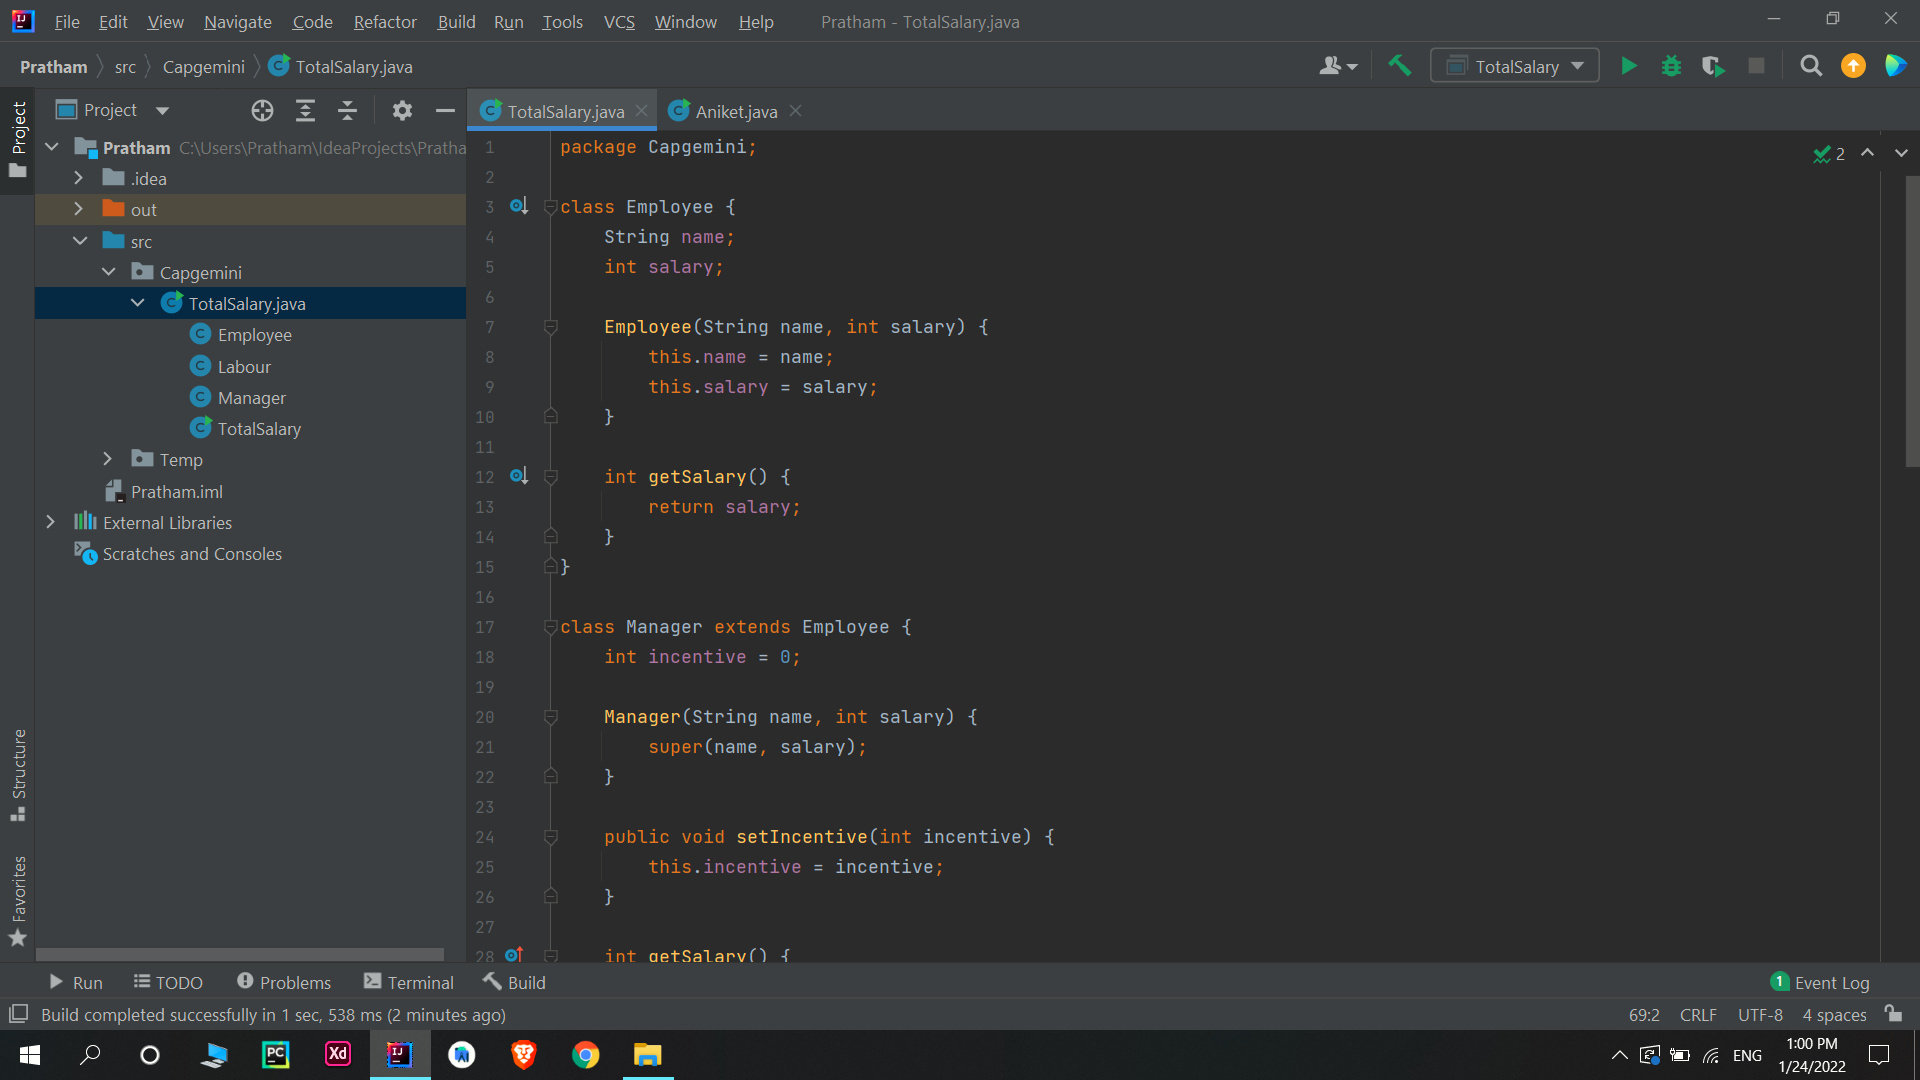 File Edit View Navigate Code Refactor Build Run Tools VCS Window Help Pratham - TotalSalary.java
Pratham src Capgemini TotalSalary.java TotalSalary
Project
Project
TotalSalary.java Aniket.java
Pratham C:\Users\Pratham\IdeaProjects\Pratha
.idea
out
src
Capgemini
TotalSalary.java
Employee
Labour
Manager
TotalSalary
Temp
Pratham.iml
External Libraries
Scratches and Consoles
Structure
Favorites
2
1 package Capgemini;
2
3 class Employee {
4 String name;
5 int salary;
6
7 Employee(String name, int salary) {
8 this.name = name;
9 this.salary = salary;
10 }
11
12 int getSalary() {
13 return salary;
14 }
15 }
16
17 class Manager extends Employee {
18 int incentive = 0;
19
20 Manager(String name, int salary) {
21 super(name, salary);
22 }
23
24 public void setIncentive(int incentive) {
25 this.incentive = incentive;
26 }
27
28 int getSalary() {
Run TODO Problems Terminal Build 1 Event Log
Build completed successfully in 1 sec, 538 ms (2 minutes ago) 69:2 CRLF UTF-8 4 spaces
PC Xd IJ ENG
1:00 PM
1/24/2022